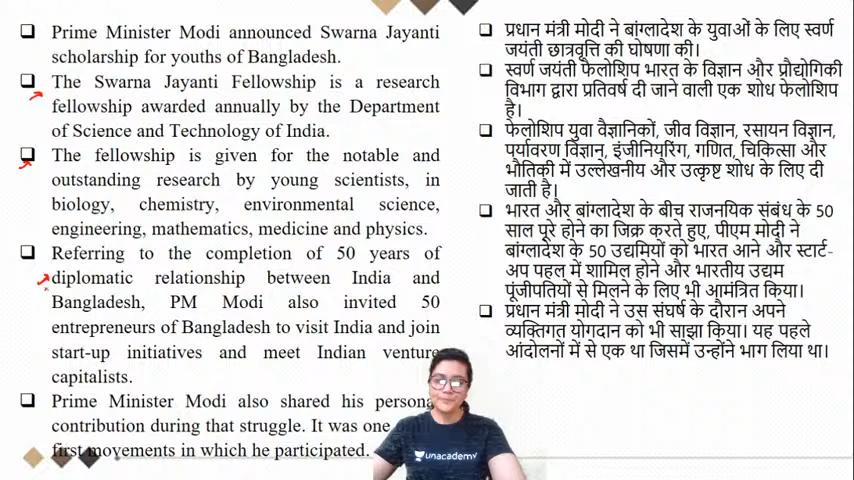 Prime Minister Modi announced Swarna Jayanti
scholarship for youths of Bangladesh.
The Swarna Jayanti Fellowship is a research
fellowship awarded annually by the Department
of Science and Technology of India.
The fellowship is given for the notable and
outstanding research by young scientists, in
biology, chemistry, environmental science,
engineering, mathematics, medicine and physics.
Referring to the completion of 50 years of
diplomatic relationship between India and
Bangladesh, PM Modi also invited 50
entrepreneurs of Bangladesh to visit India and join
start-up initiatives and meet Indian venture
capitalists.
Prime Minister Modi also shared his
contribution during that struggle. It was one
first movements in which he participated.
प्रधान मंत्री मोदी ने बांग्लादेश के युवाओं के लिए स्वर्ण
जयंती छात्रवृत्ति की घोषणा की।
स्वर्ण जयंती फेलोशिप भारत के विज्ञान और प्रौद्योगिकी
विभाग द्वारा प्रतिवर्ष दी जाने वाली एक शोध फेलोशिप
है।
फेलोशिप युवा वैज्ञानिकों, जीव विज्ञान, रसायन विज्ञान,
पर्यावरण विज्ञान, इंजीनियरिंग, गणित, चिकित्सा और
भौतिकी में उल्लेखनीय और उत्कृष्ट शोध के लिए दी
जाती है।
भारत और बांग्लादेश के बीच राजनयिक संबंध के 50
साल पूरे होने का जिक्र करते हुए, पीएम मोदी ने
बांग्लादेश के 50 उद्यमियों को भारत आने और स्टार्ट-
अप पहल में शामिल होने और भारतीय उद्यम
पूंजीपतियों से मिलने के लिए भी आमंत्रित किया।
प्रधान मंत्री मोदी ने उस संघर्ष के दौरान अपने
व्यक्तिगत योगदान को भी साझा किया। यह पहले
आंदोलनों में से एक था जिसमें उन्होंने भाग लिया था।
unacademy